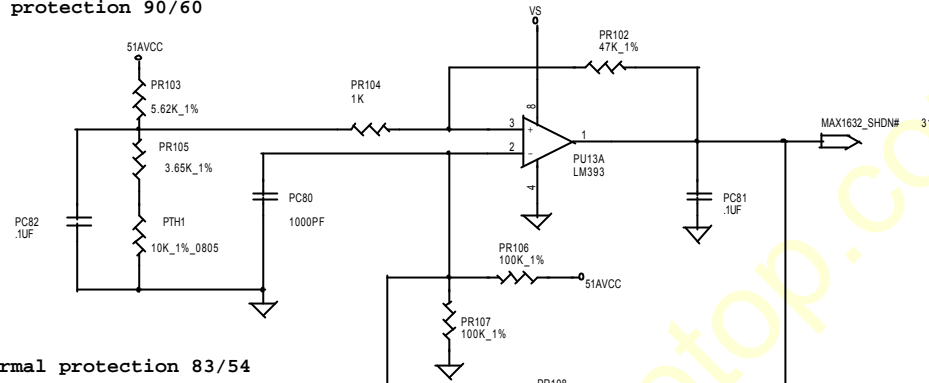 protection 90/60
VS
51AVCC
PR102
47K_1%
PR103
5.62K_1%
PR104
1K
8
3
+
1
MAX1632_SHDN#
31
2
-
PR105
3.65K_1%
PU13A
LM393
4
PC80
1000PF
PC81
.1UF
PC82
.1UF
PTH1
10K_1%_0805
PR106
100K_1%
51AVCC
PR107
100K_1%
rmal protection 83/54